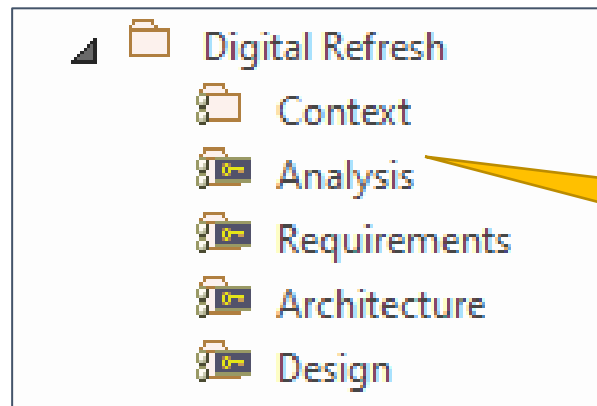 Digital Refresh
Context
Analysis
Requirements
Architecture
Design